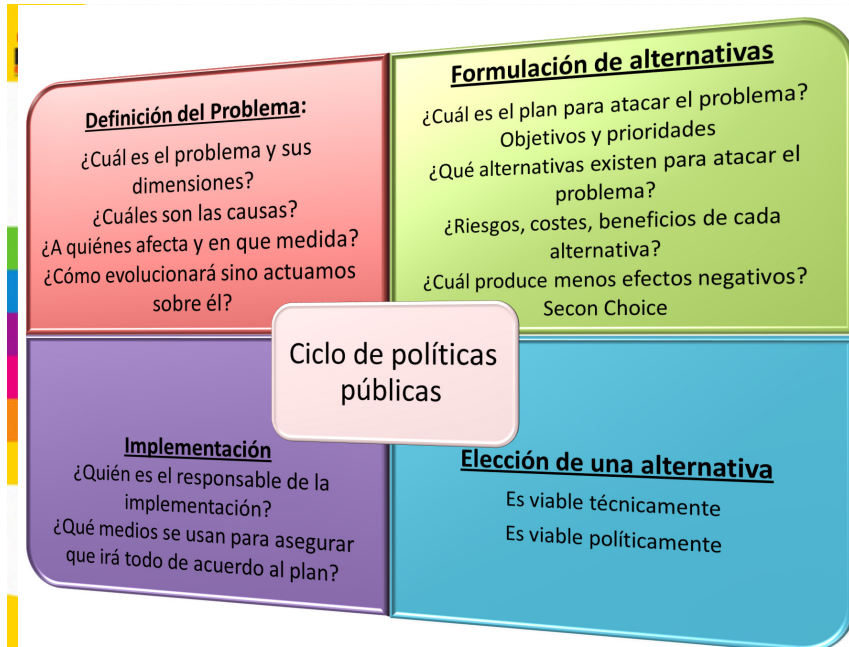 Definición del Problema:
¿Cuál es el problema y sus
dimensiones?
¿Cuáles son las causas?
¿A quiénes afecta y en que medida?
¿Cómo evolucionará sino actuamos
sobre él?
Formulación de alternativas
¿Cuál es el plan para atacar el problema?
Objetivos y prioridades
¿Qué alternativas existen para atacar el
problema?
¿Riesgos, costes, beneficios de cada
alternativa?
¿Cuál produce menos efectos negativos?
Secon Choice
Ciclo de políticas
públicas
Implementación
¿Quién es el responsable de la
implementación?
¿Qué medios se usan para asegurar
que irá todo de acuerdo al plan?
Elección de una alternativa
Es viable técnicamente
Es viable políticamente